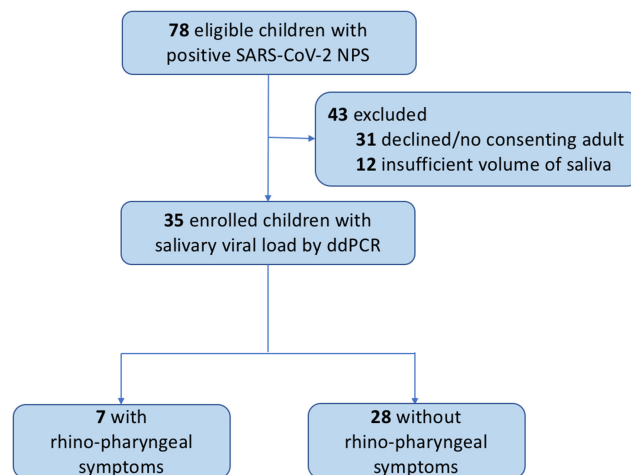 78 eligible children with
positive SARS-CoV-2 NPS
43 excluded
31 declined/no consenting adult
12 insufficient volume of saliva
35 enrolled children with
salivary viral load by ddPCR
7 with
rhino-pharyngeal
symptoms
28 without
rhino-pharyngeal
symptoms